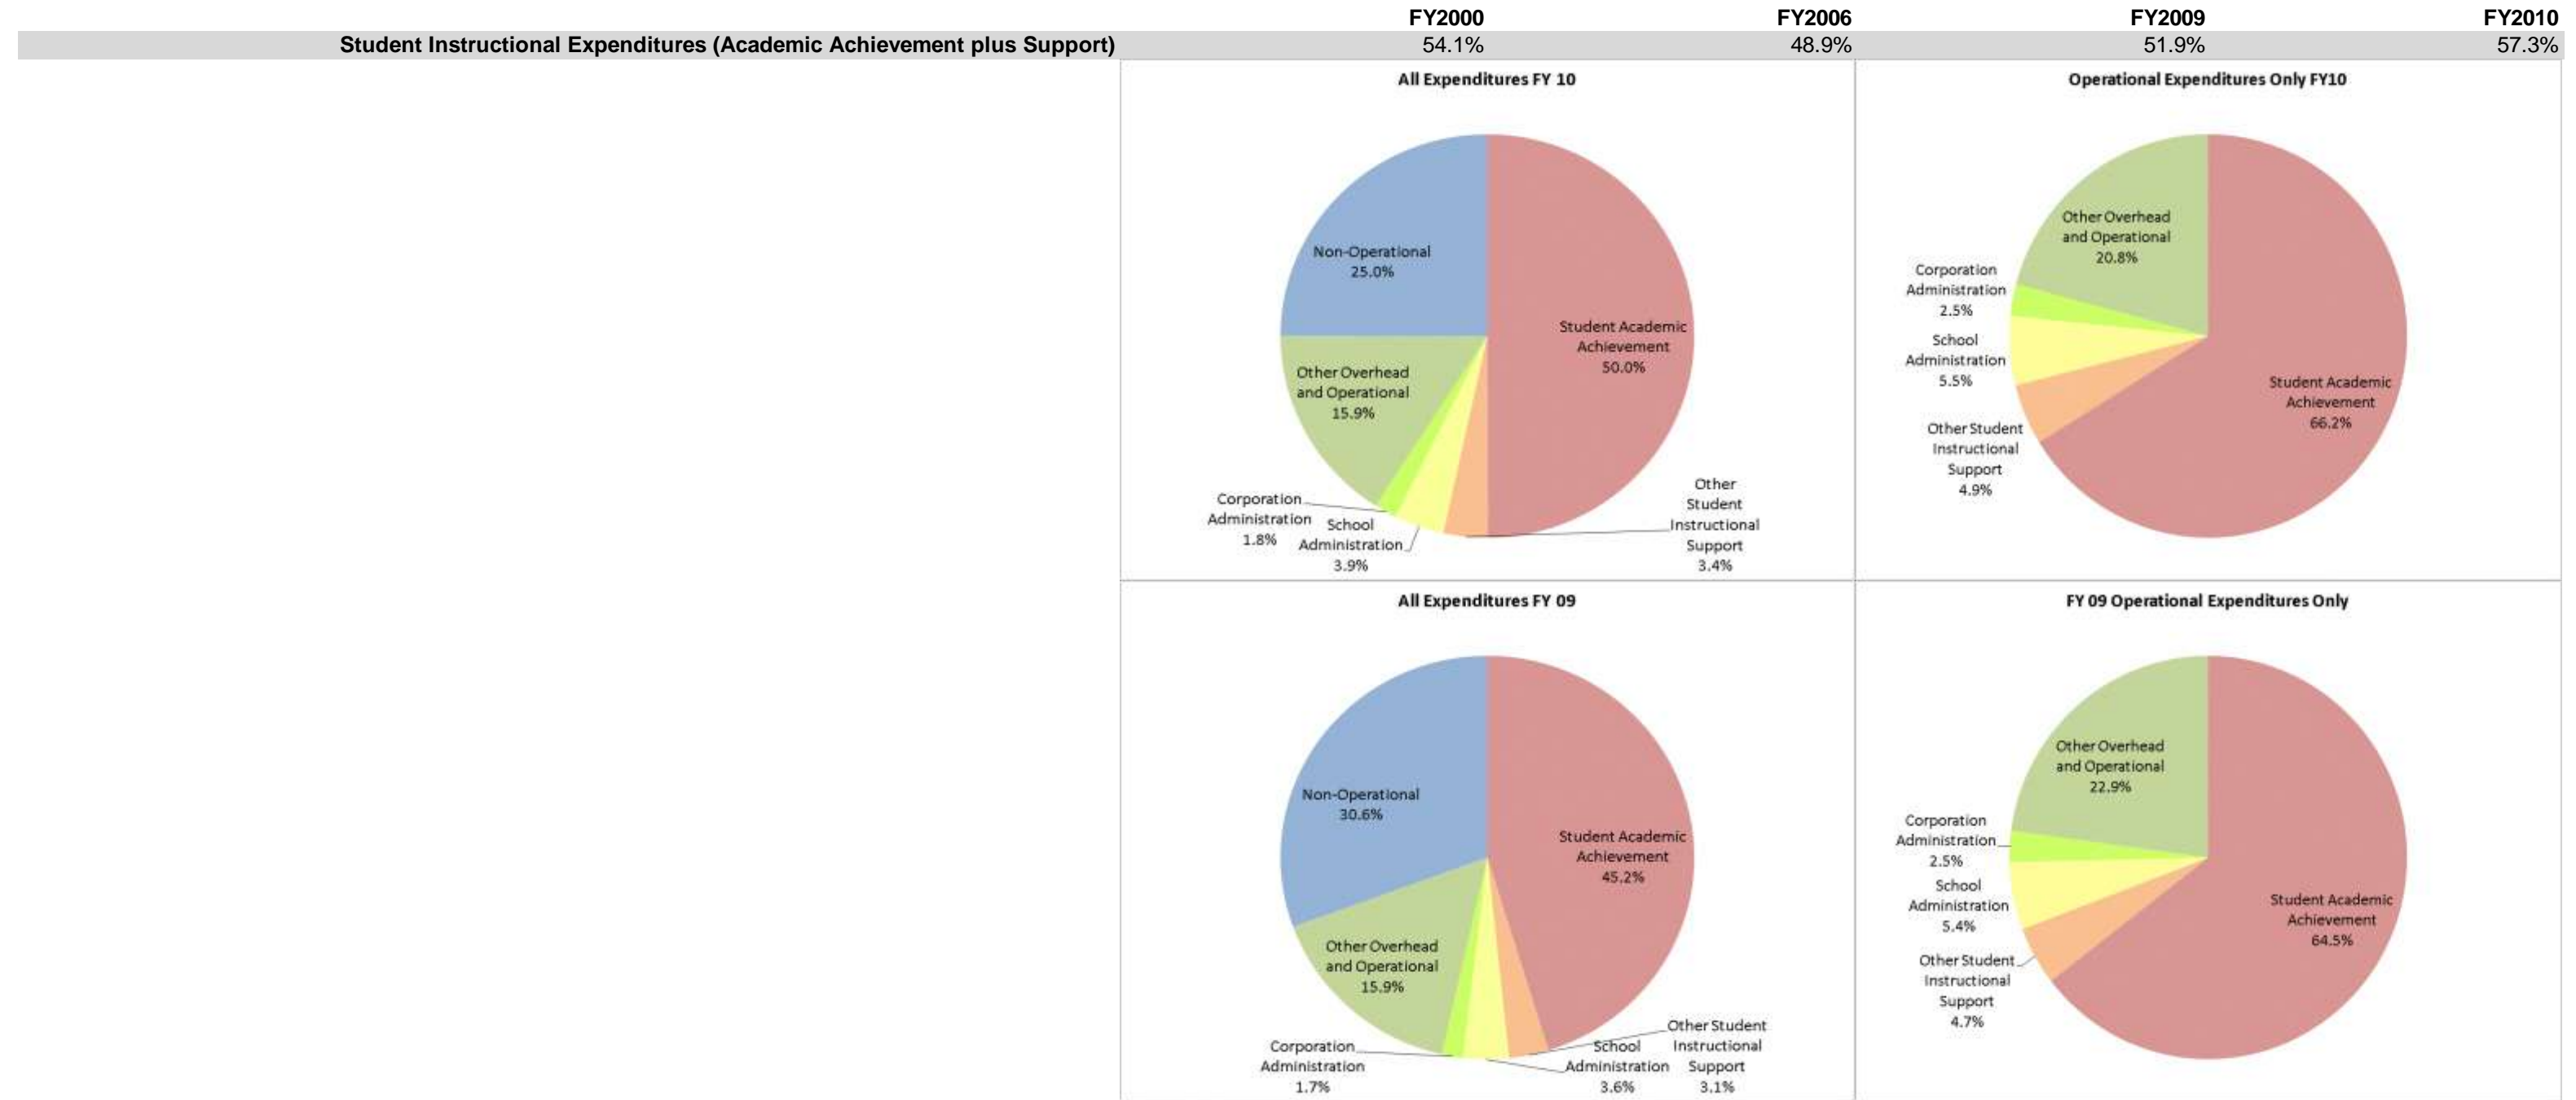 FY2000 FY2006 FY2009 FY2010
Student Instructional Expenditures (Academic Achievement plus Support) 54.1% 48.9% 51.9% 57.3%
All Expenditures FY 10
Non-Operational
25.0%
Student Academic
Achievement
50.0%
Other Overhead
and Operational
15.9%
Corporation
Administration
1.8%
School
Administration
3.9%
Other
Student
Instructional
Support
3.4%
Operational Expenditures Only FY10
Other Overhead
and Operational
20.8%
Corporation
Administration
2.5%
School
Administration
5.5%
Other Student
Instructional
Support
4.9%
Student Academic
Achievement
66.2%
All Expenditures FY 09
Non-Operational
30.6%
Student Academic
Achievement
45.2%
Other Overhead
and Operational
15.9%
Corporation
Administration
1.7%
School
Administration
3.6%
Other Student
Instructional
Support
3.1%
FY 09 Operational Expenditures Only
Other Overhead
and Operational
22.9%
Corporation
Administration
2.5%
School
Administration
5.4%
Other Student
Instructional
Support
4.7%
Student Academic
Achievement
64.5%